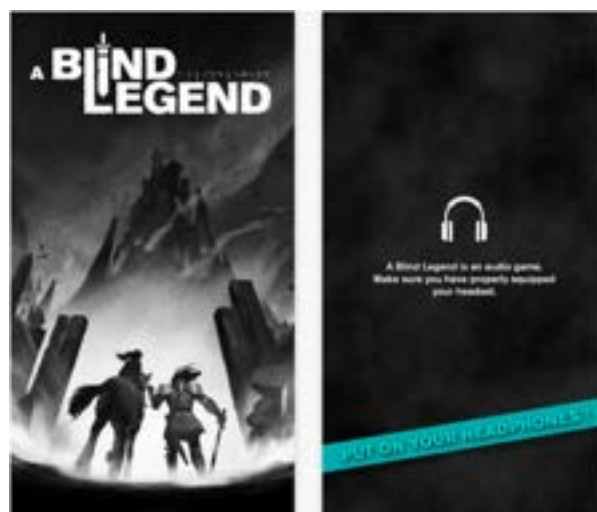 A BLIND
LEGEND
A Blind Legend is an audio game.
Make sure you have properly equipped
your headset.
PUT ON YOUR HEADPHONES !